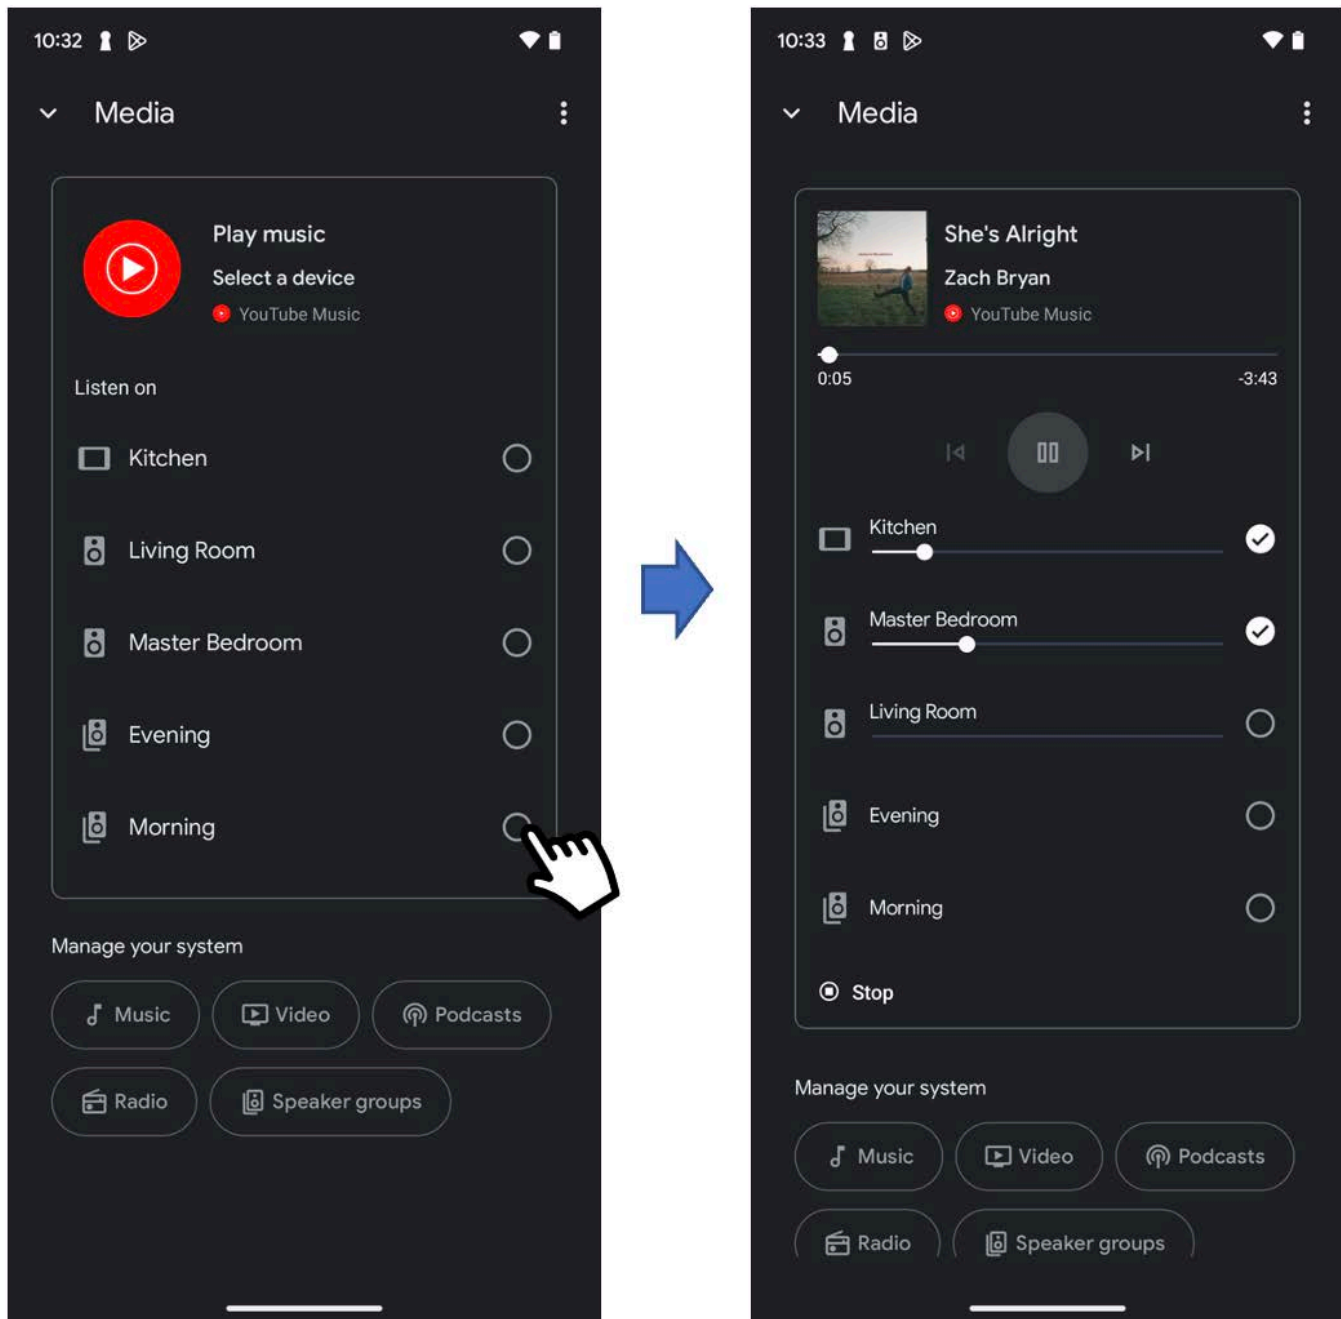 10:32
Media
Play music
Select a device
YouTube Music
Listen on
Kitchen
Living Room
Master Bedroom
Evening
Morning
Manage your system
Music
Video
Podcasts
Radio
Speaker groups
10:33
Media
She's Alright
Zach Bryan
YouTube Music
0:05
-3:43
Kitchen
Master Bedroom
Living Room
Evening
Morning
Stop
Manage your system
Music
Video
Podcasts
Radio
Speaker groups